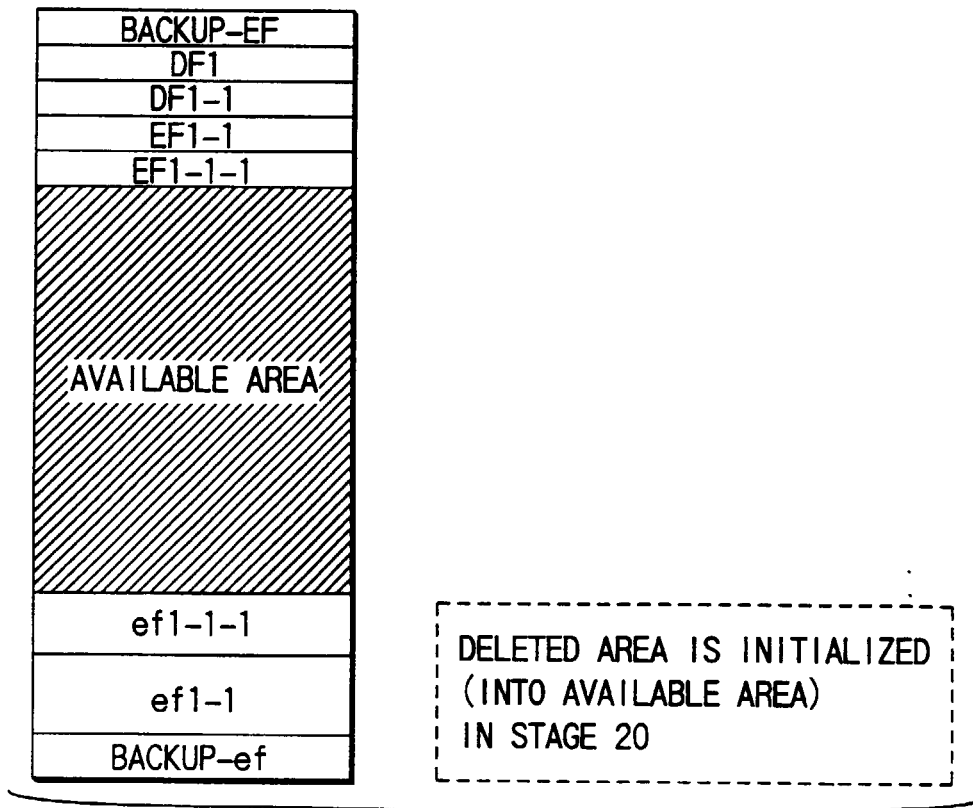 BACKUP-EF
DF1
DF1-1
EF1-1
EF1-1-1
AVAILABLE AREA
ef1-1-1
ef1-1
BACKUP-ef
DELETED AREA IS INITIALIZED
(INTO AVAILABLE AREA)
IN STAGE 20